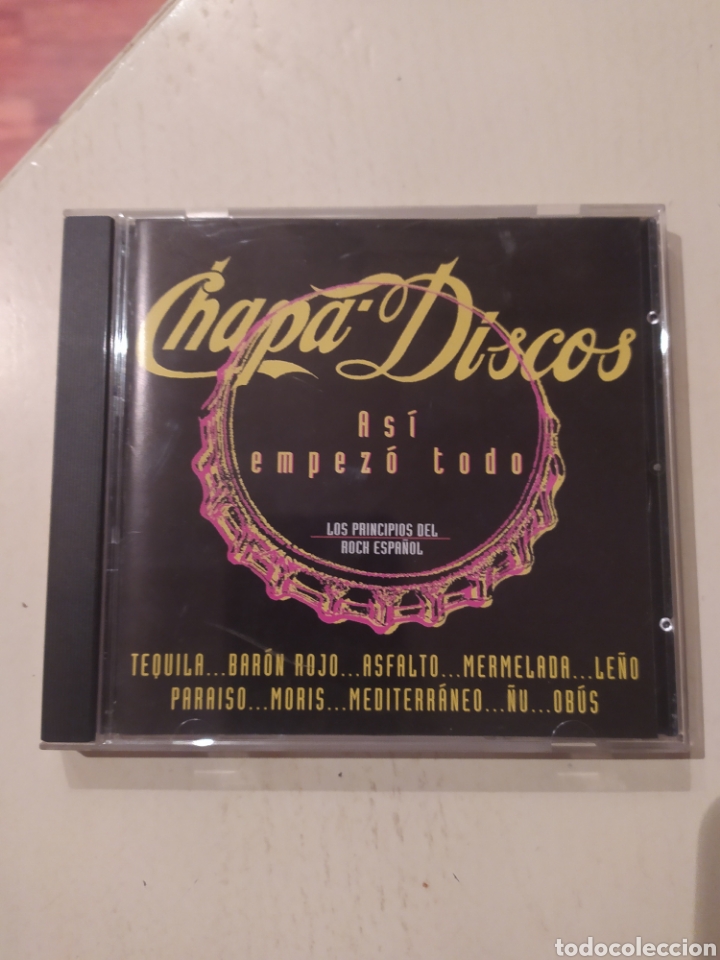 Chapa-Discos
Así
empezó todo
LOS PRINCIPIOS DEL
ROCK ESPAÑOL
TEQUILA...BARÓN ROJO...ASFALTO...MERMELADA...LEÑO
PARAISO...MORIS...MEDITERRÁNEO...ÑU...OBÚS
todocoleccion